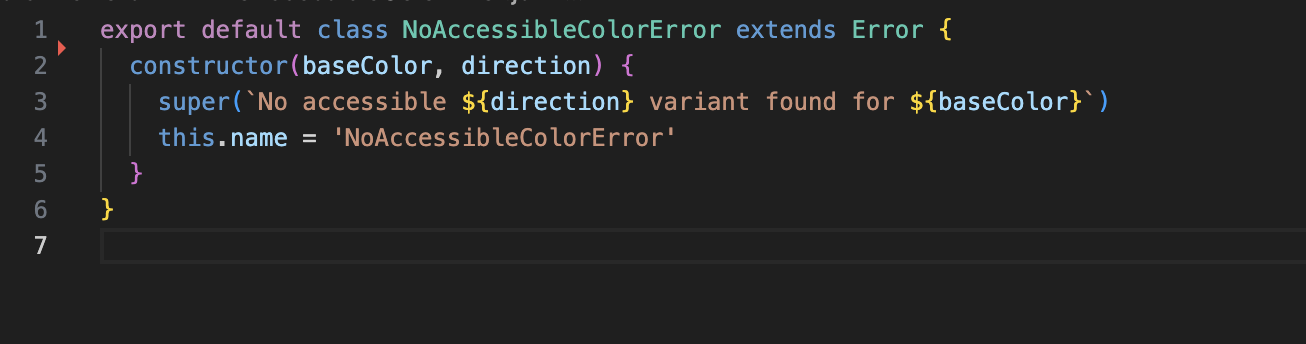 1 export default class NoAccessibleColorError extends Error {
2   constructor(baseColor, direction) {
3     super(`No accessible ${direction} variant found for ${baseColor}`)
4     this.name = 'NoAccessibleColorError'
5   }
6 }
7